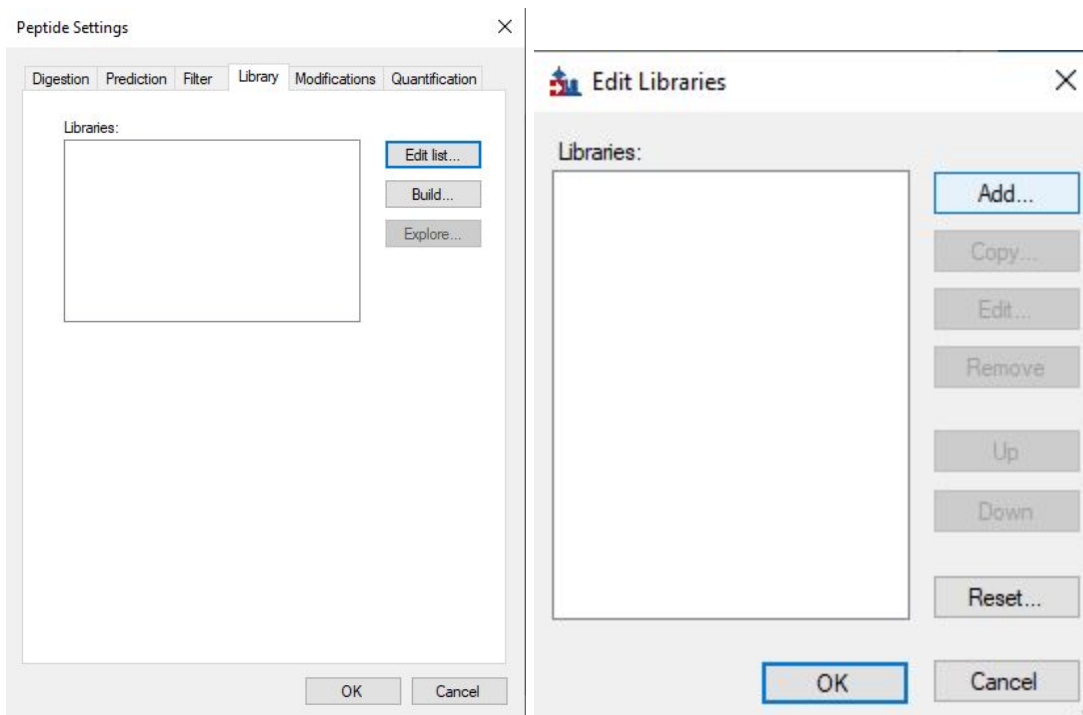 Peptide Settings
Digestion Prediction Filter Library Modifications Quantification
Libraries:
Edit list...
Build...
Explore...
OK Cancel
Edit Libraries
Libraries:
Add...
Copy...
Edit...
Remove
Up
Down
Reset...
OK Cancel